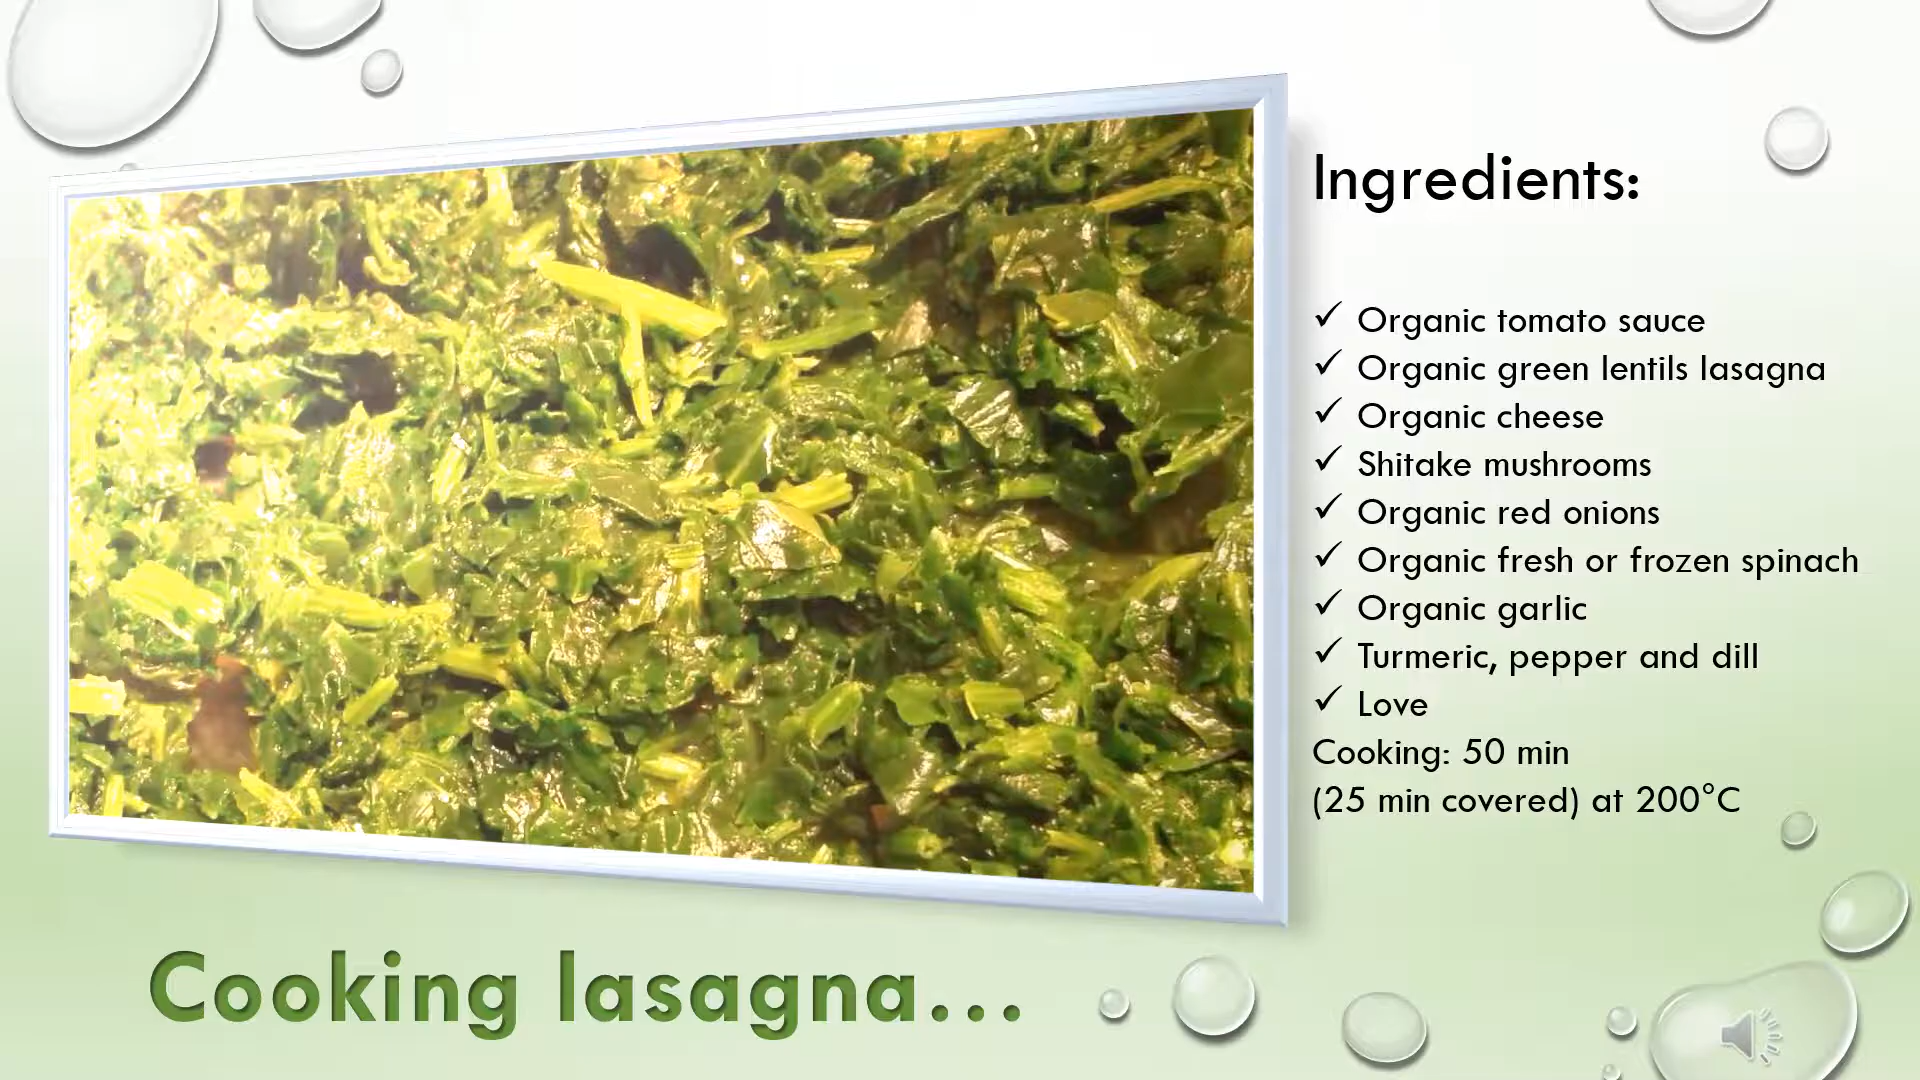 Ingredients:
✓ Organic tomato sauce
✓ Organic green lentils lasagna
✓ Organic cheese
✓ Shitake mushrooms
✓ Organic red onions
✓ Organic fresh or frozen spinach
✓ Organic garlic
✓ Turmeric, pepper and dill
✓ Love
Cooking: 50 min
(25 min covered) at 200°C
Cooking lasagna...